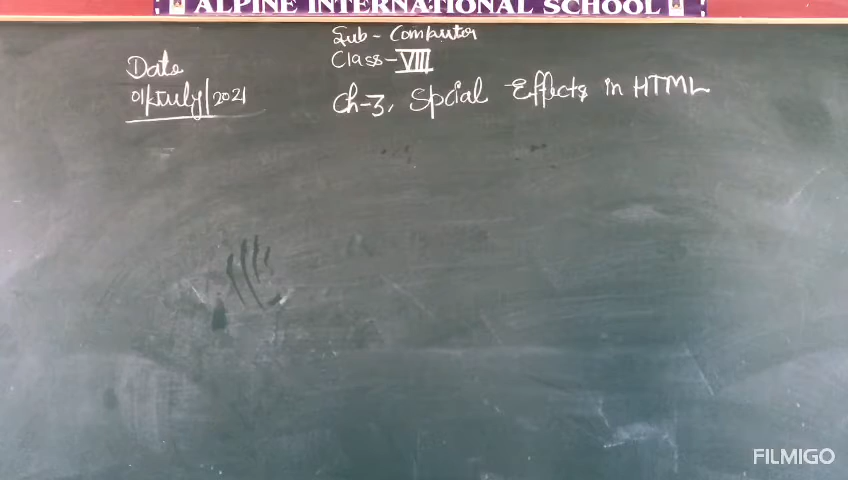 ALPINE INTERNATIONAL SCHOOL
Sub - Computer
Class - VIII
Date
01/July/2021
Ch-3, Spcial Effects in HTML
FILMIGO